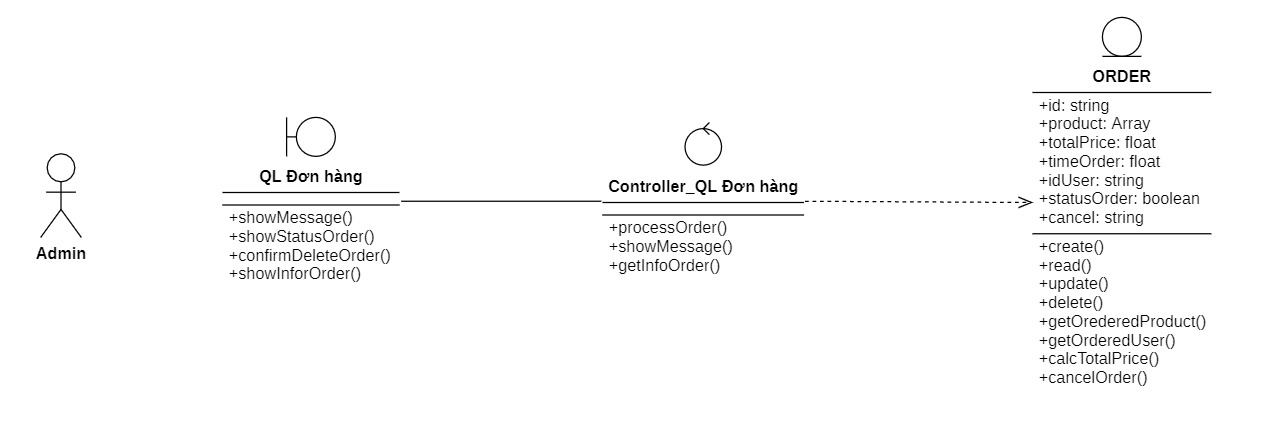 Admin
QL Đơn hàng
+showMessage()
+showStatusOrder()
+confirmDeleteOrder()
+showInforOrder()
Controller_QL Đơn hàng
+processOrder()
+showMessage()
+getInfoOrder()
ORDER
+id: string
+product: Array
+totalPrice: float
+timeOrder: float
+idUser: string
+statusOrder: boolean
+cancel: string
+create()
+read()
+update()
+delete()
+getOrederedProduct()
+getOrderedUser()
+calcTotalPrice()
+cancelOrder()